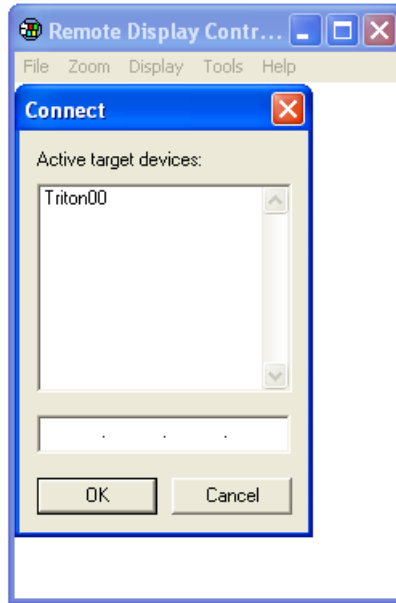 Remote Display Contr...
File Zoom Display Tools Help
Connect
Active target devices:
Triton00
. . .
OK Cancel